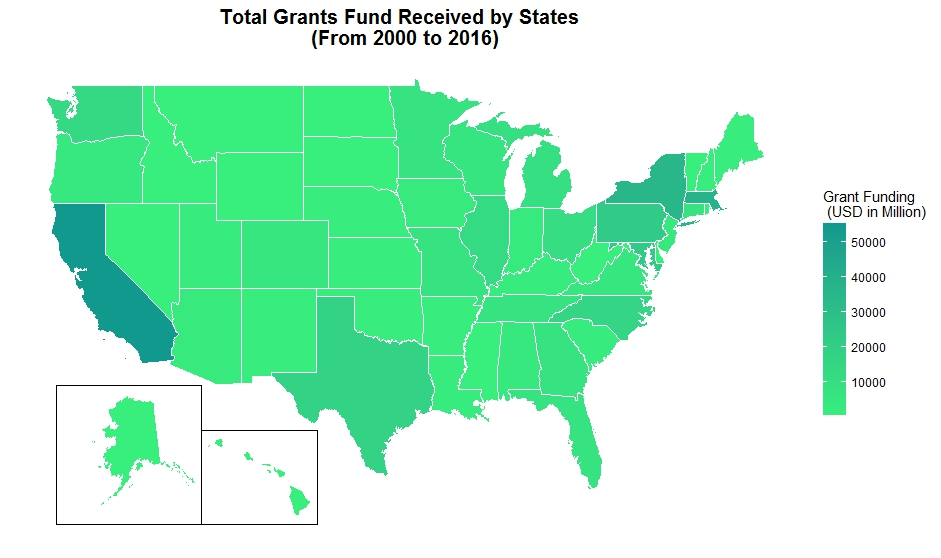 Total Grants Fund Received by States
(From 2000 to 2016)
Grant Funding
(USD in Million)
50000
40000
30000
20000
10000